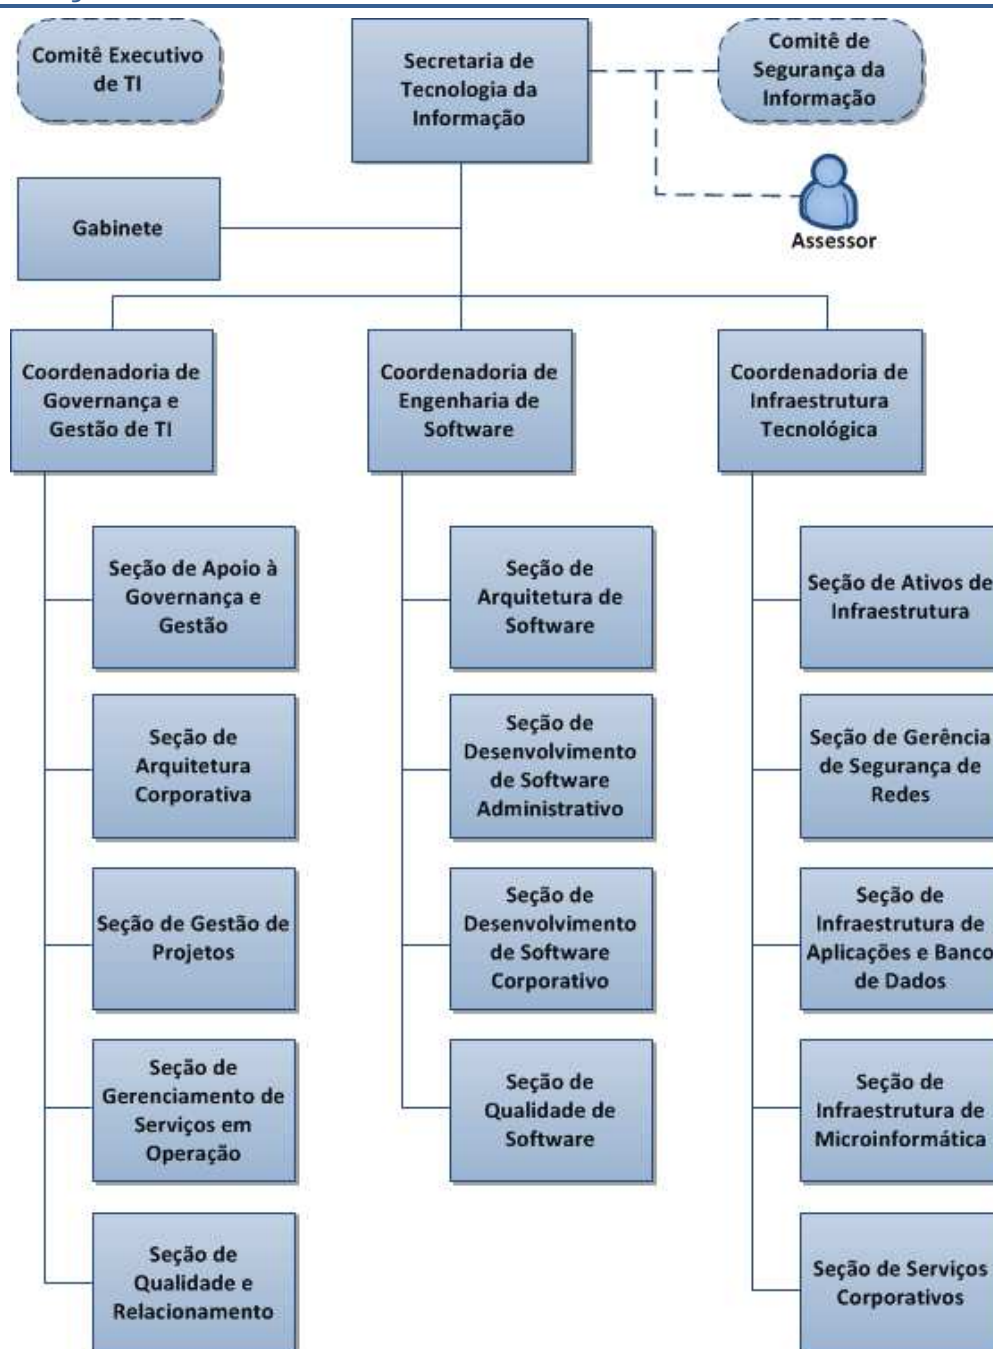 Comitê Executivo
de TI
Secretaria de
Tecnologia da
Informação
Comitê de
Segurança da
Informação
Assessor
Gabinete
Coordenadoria de
Governança e
Gestão de TI
Coordenadoria de
Engenharia de
Software
Coordenadoria de
Infraestrutura
Tecnológica
Seção de Apoio à
Governança e
Gestão
Seção de
Arquitetura
Corporativa
Seção de Gestão de
Projetos
Seção de
Gerenciamento de
Serviços em
Operação
Seção de
Qualidade e
Relacionamento
Seção de
Arquitetura de
Software
Seção de
Desenvolvimento
de Software
Administrativo
Seção de
Desenvolvimento
de Software
Corporativo
Seção de
Qualidade de
Software
Seção de Ativos de
Infraestrutura
Seção de Gerência
de Segurança de
Redes
Seção de
Infraestrutura de
Aplicações e Banco
de Dados
Seção de
Infraestrutura de
Microinformática
Seção de Serviços
Corporativos